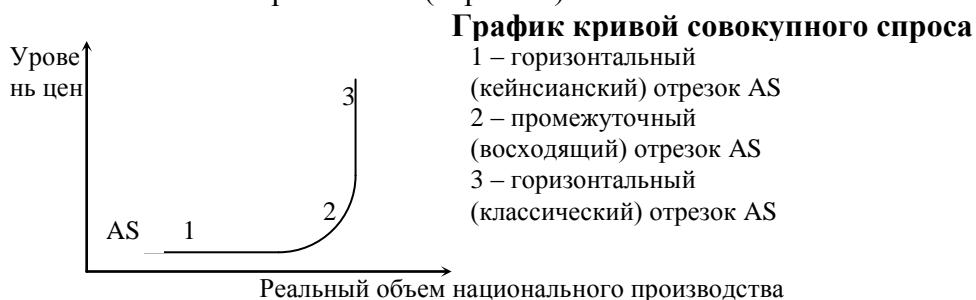 График кривой совокупного спроса
Урове
нь цен
1 – горизонтальный
(кейнсианский) отрезок AS
2 – промежуточный
(восходящий) отрезок AS
3 – горизонтальный
(классический) отрезок AS
3
2
AS 1
Реальный объем национального производства